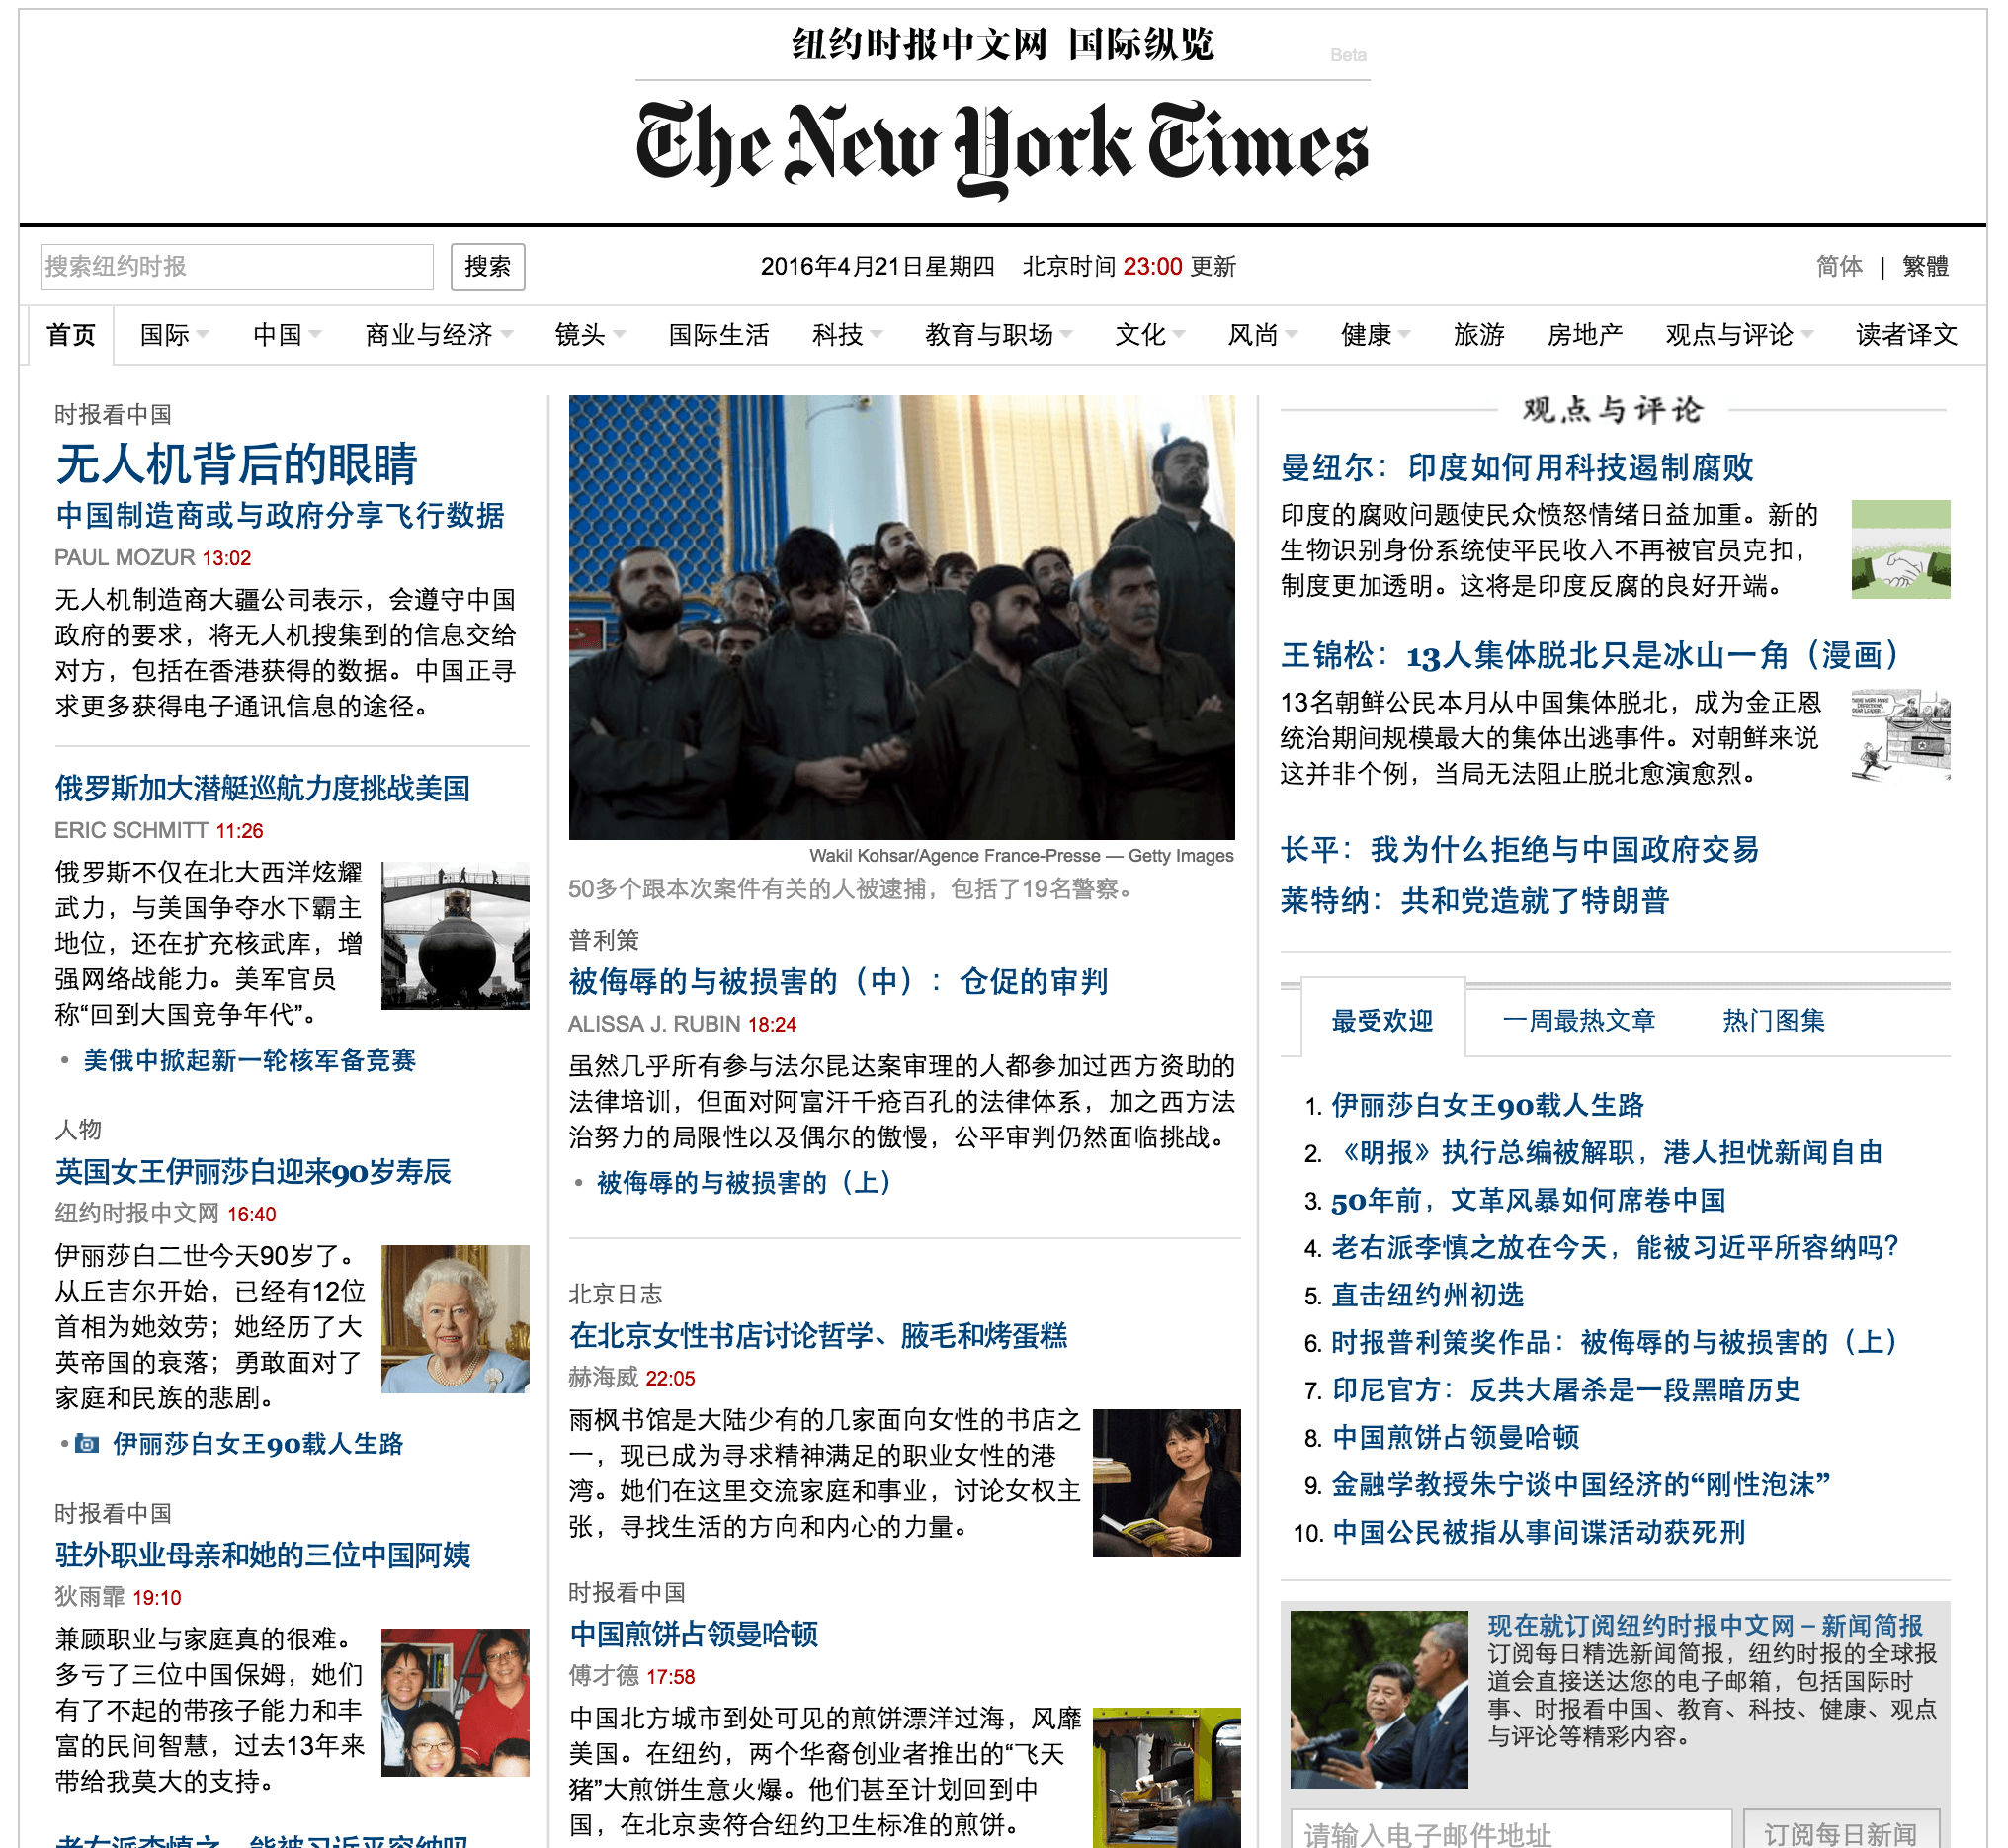 纽约时报中文网 国际纵览
Beta
The New York Times
搜索纽约时报
搜索
2016年4月21日星期四 北京时间 23:00 更新
简体 | 繁體
首页 国际 中国 商业与经济 镜头 国际生活 科技 教育与职场 文化 风尚 健康 旅游 房地产 观点与评论 读者译文
时报看中国
无人机背后的眼睛
中国制造商或与政府分享飞行数据
PAUL MOZUR 13:02
无人机制造商大疆公司表示，会遵守中国
政府的要求，将无人机搜集到的信息交给
对方，包括在香港获得的数据。中国正寻
求更多获得电子通讯信息的途径。
俄罗斯加大潜艇巡航力度挑战美国
ERIC SCHMITT 11:26
俄罗斯不仅在北大西洋炫耀
武力，与美国争夺水下霸主
地位，还在扩充核武库，增
强网络战能力。美军官员
称“回到大国竞争年代”。
• 美俄中掀起新一轮核军备竞赛
人物
英国女王伊丽莎白迎来90岁寿辰
纽约时报中文网 16:40
伊丽莎白二世今天90岁了。
从丘吉尔开始，已经有12位
首相为她效劳；她经历了大
英帝国的衰落；勇敢面对了
家庭和民族的悲剧。
• 伊丽莎白女王90载人生路
时报看中国
驻外职业母亲和她的三位中国阿姨
狄雨霏 19:10
兼顾职业与家庭真的很难。
多亏了三位中国保姆，她们
有了不起的带孩子能力和丰
富的民间智慧，过去13年来
带给我莫大的支持。
老右派李慎之，能被习近平容纳吗
Wakil Kohsar/Agence France-Presse — Getty Images
50多个跟本次案件有关的人被逮捕，包括了19名警察。
普利策
被侮辱的与被损害的（中）：仓促的审判
ALISSA J. RUBIN 18:24
虽然几乎所有参与法尔昆达案审理的人都参加过西方资助的
法律培训，但面对阿富汗千疮百孔的法律体系，加之西方法
治努力的局限性以及偶尔的傲慢，公平审判仍然面临挑战。
• 被侮辱的与被损害的（上）
北京日志
在北京女性书店讨论哲学、腋毛和烤蛋糕
赫海威 22:05
雨枫书馆是大陆少有的几家面向女性的书店之
一，现已成为寻求精神满足的职业女性的港
湾。她们在这里交流家庭和事业，讨论女权主
张，寻找生活的方向和内心的力量。
时报看中国
中国煎饼占领曼哈顿
傅才德 17:58
中国北方城市到处可见的煎饼漂洋过海，风靡
美国。在纽约，两个华裔创业者推出的“飞天
猪”大煎饼生意火爆。他们甚至计划回到中
国，在北京卖符合纽约卫生标准的煎饼。
观点与评论
曼纽尔：印度如何用科技遏制腐败
印度的腐败问题使民众愤怒情绪日益加重。新的
生物识别身份系统使平民收入不再被官员克扣，
制度更加透明。这将是印度反腐的良好开端。
王锦松：13人集体脱北只是冰山一角（漫画）
13名朝鲜公民本月从中国集体脱北，成为金正恩
统治期间规模最大的集体出逃事件。对朝鲜来说
这并非个例，当局无法阻止脱北愈演愈烈。
长平：我为什么拒绝与中国政府交易
莱特纳：共和党造就了特朗普
最受欢迎 一周最热文章 热门图集
1. 伊丽莎白女王90载人生路
2. 《明报》执行总编被解职，港人担忧新闻自由
3. 50年前，文革风暴如何席卷中国
4. 老右派李慎之放在今天，能被习近平所容纳吗？
5. 直击纽约州初选
6. 时报普利策奖作品：被侮辱的与被损害的（上）
7. 印尼官方：反共大屠杀是一段黑暗历史
8. 中国煎饼占领曼哈顿
9. 金融学教授朱宁谈中国经济的“刚性泡沫”
10. 中国公民被指从事间谍活动获死刑
现在就订阅纽约时报中文网 – 新闻简报
订阅每日精选新闻简报，纽约时报的全球报
道会直接送达您的电子邮箱，包括国际时
事、时报看中国、教育、科技、健康、观点
与评论等精彩内容。
请输入电子邮件地址
订阅每日新闻